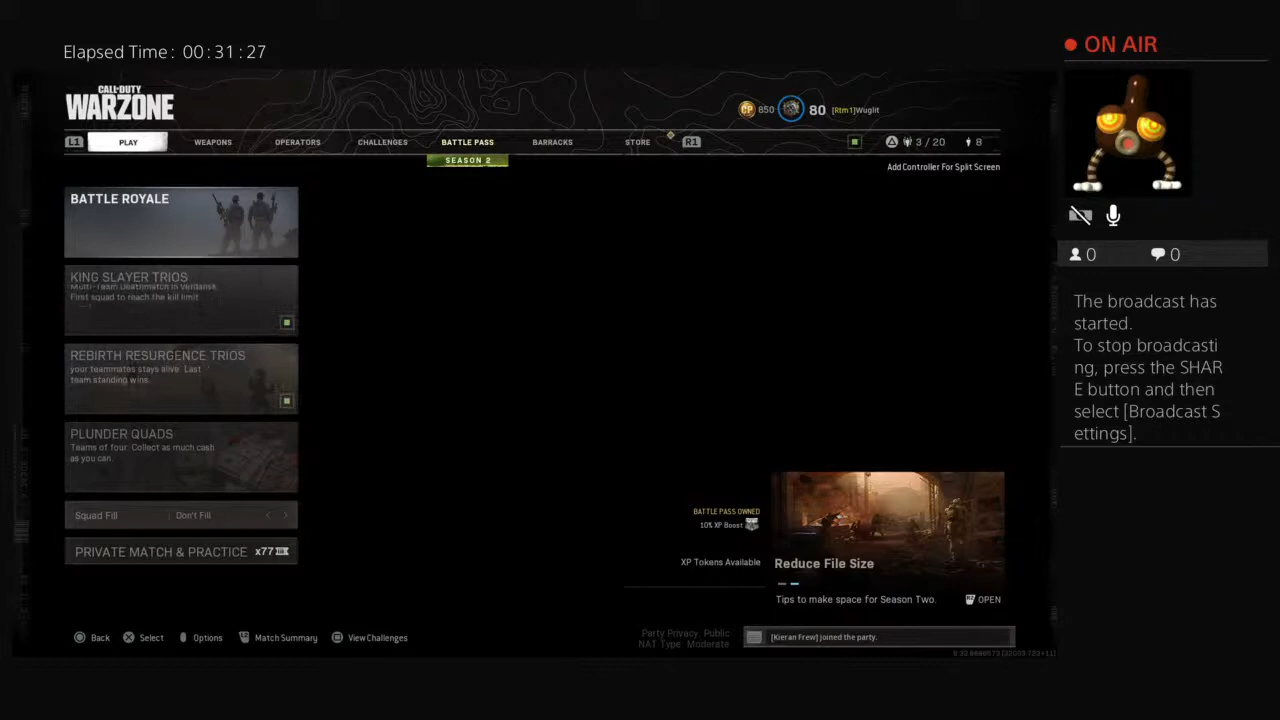 Elapsed Time: 00:31:27
ON AIR
CALL OF DUTY
WARZONE
CP 850 80 [Rtm1]Wuglit
L1 PLAY WEAPONS OPERATORS CHALLENGES BATTLE PASS BARRACKS STORE R1 3 / 20 8
SEASON 2
Add Controller For Split Screen
BATTLE ROYALE
KING SLAYER TRIOS
Multi-Team Deathmatch in Verdansk.
First squad to reach the kill limit
REBIRTH RESURGENCE TRIOS
your teammates stays alive. Last
team standing wins.
PLUNDER QUADS
Teams of four. Collect as much cash
as you can.
Squad Fill Don't Fill
PRIVATE MATCH & PRACTICE x77
BATTLE PASS OWNED
10% XP Boost
XP Tokens Available
Reduce File Size
Tips to make space for Season Two.
OPEN
Back Select Options Match Summary View Challenges
Party Privacy: Public
NAT Type: Moderate
[Kieran Frew] joined the party.
0 0
The broadcast has
started.
To stop broadcasti
ng, press the SHAR
E button and then
select [Broadcast S
ettings].